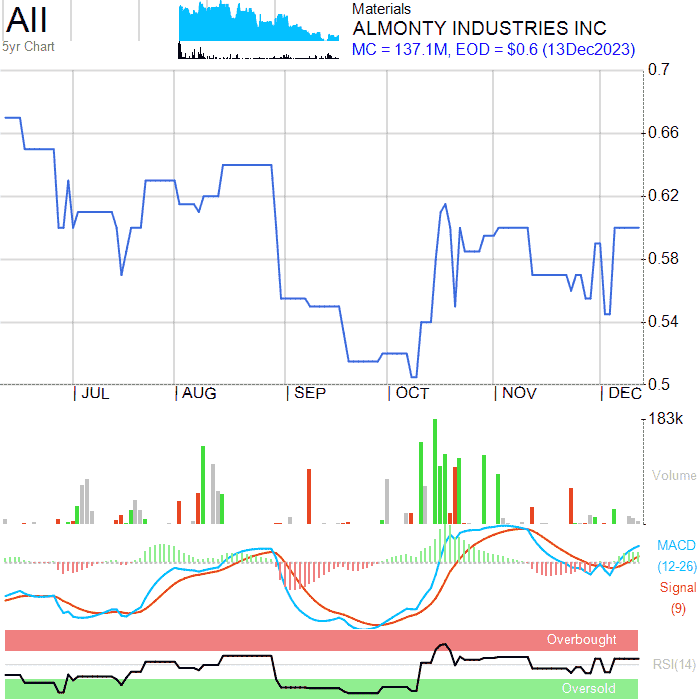 AII
5yr Chart
Materials
ALMONTY INDUSTRIES INC
MC = 137.1M, EOD = $0.6 (13Dec2023)
0.7
0.66
0.62
0.58
0.54
0.5
| JUL | AUG | SEP | OCT | NOV | DEC
183k
Volume
MACD
(12-26)
Signal
(9)
Overbought
RSI(14)
Oversold